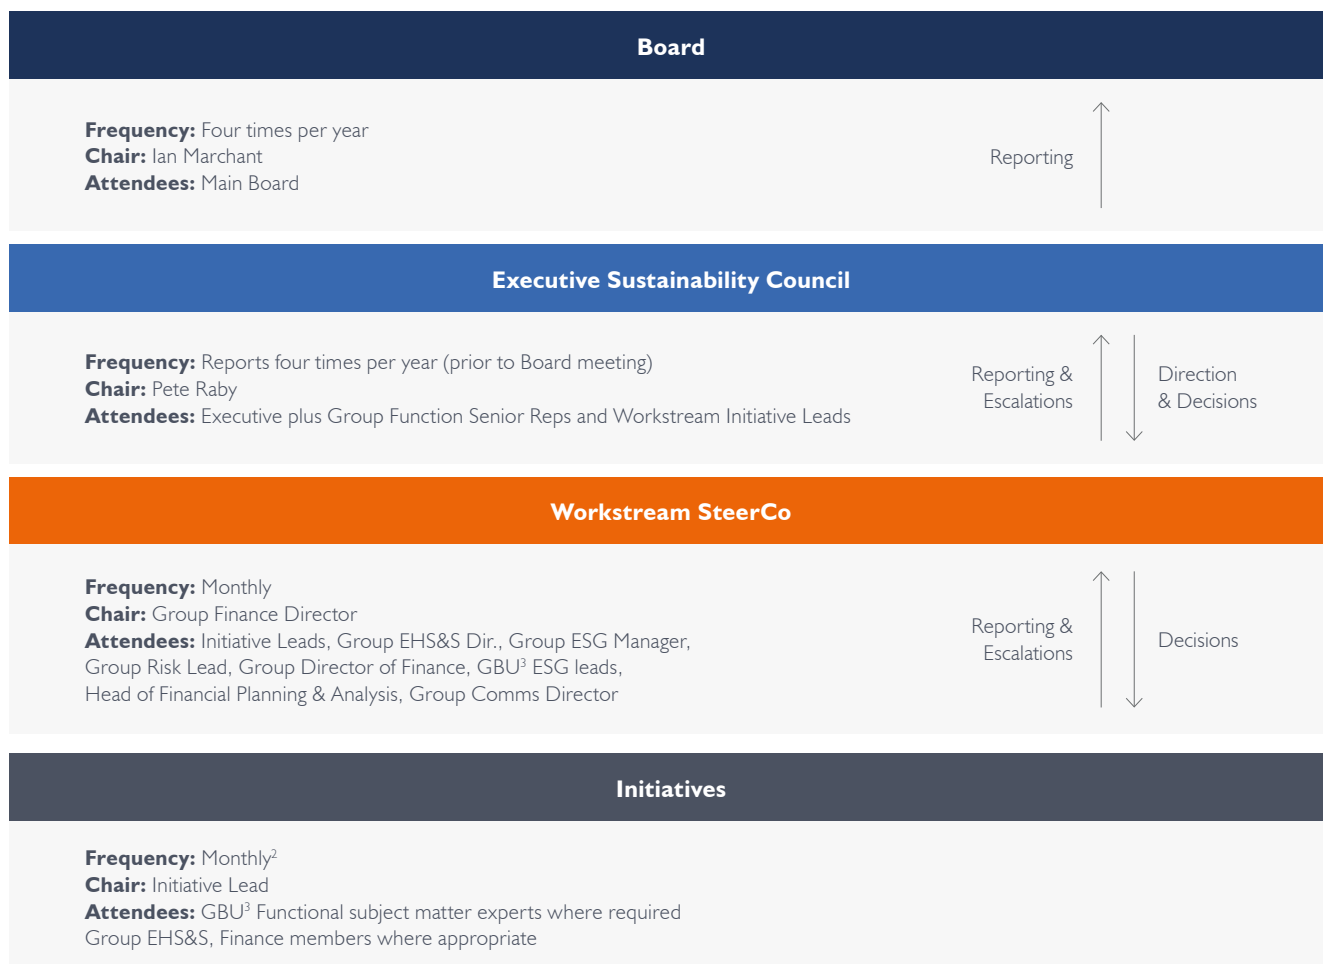 Board
Frequency: Four times per year
Chair: Ian Marchant
Attendees: Main Board
Reporting
Executive Sustainability Council
Frequency: Reports four times per year (prior to Board meeting)
Chair: Pete Raby
Attendees: Executive plus Group Function Senior Reps and Workstream Initiative Leads
Reporting &
Escalations
Direction
& Decisions
Workstream SteerCo
Frequency: Monthly
Chair: Group Finance Director
Attendees: Initiative Leads, Group EHS&S Dir., Group ESG Manager,
Group Risk Lead, Group Director of Finance, GBU³ ESG leads,
Head of Financial Planning & Analysis, Group Comms Director
Reporting &
Escalations
Decisions
Initiatives
Frequency: Monthly²
Chair: Initiative Lead
Attendees: GBU³ Functional subject matter experts where required
Group EHS&S, Finance members where appropriate